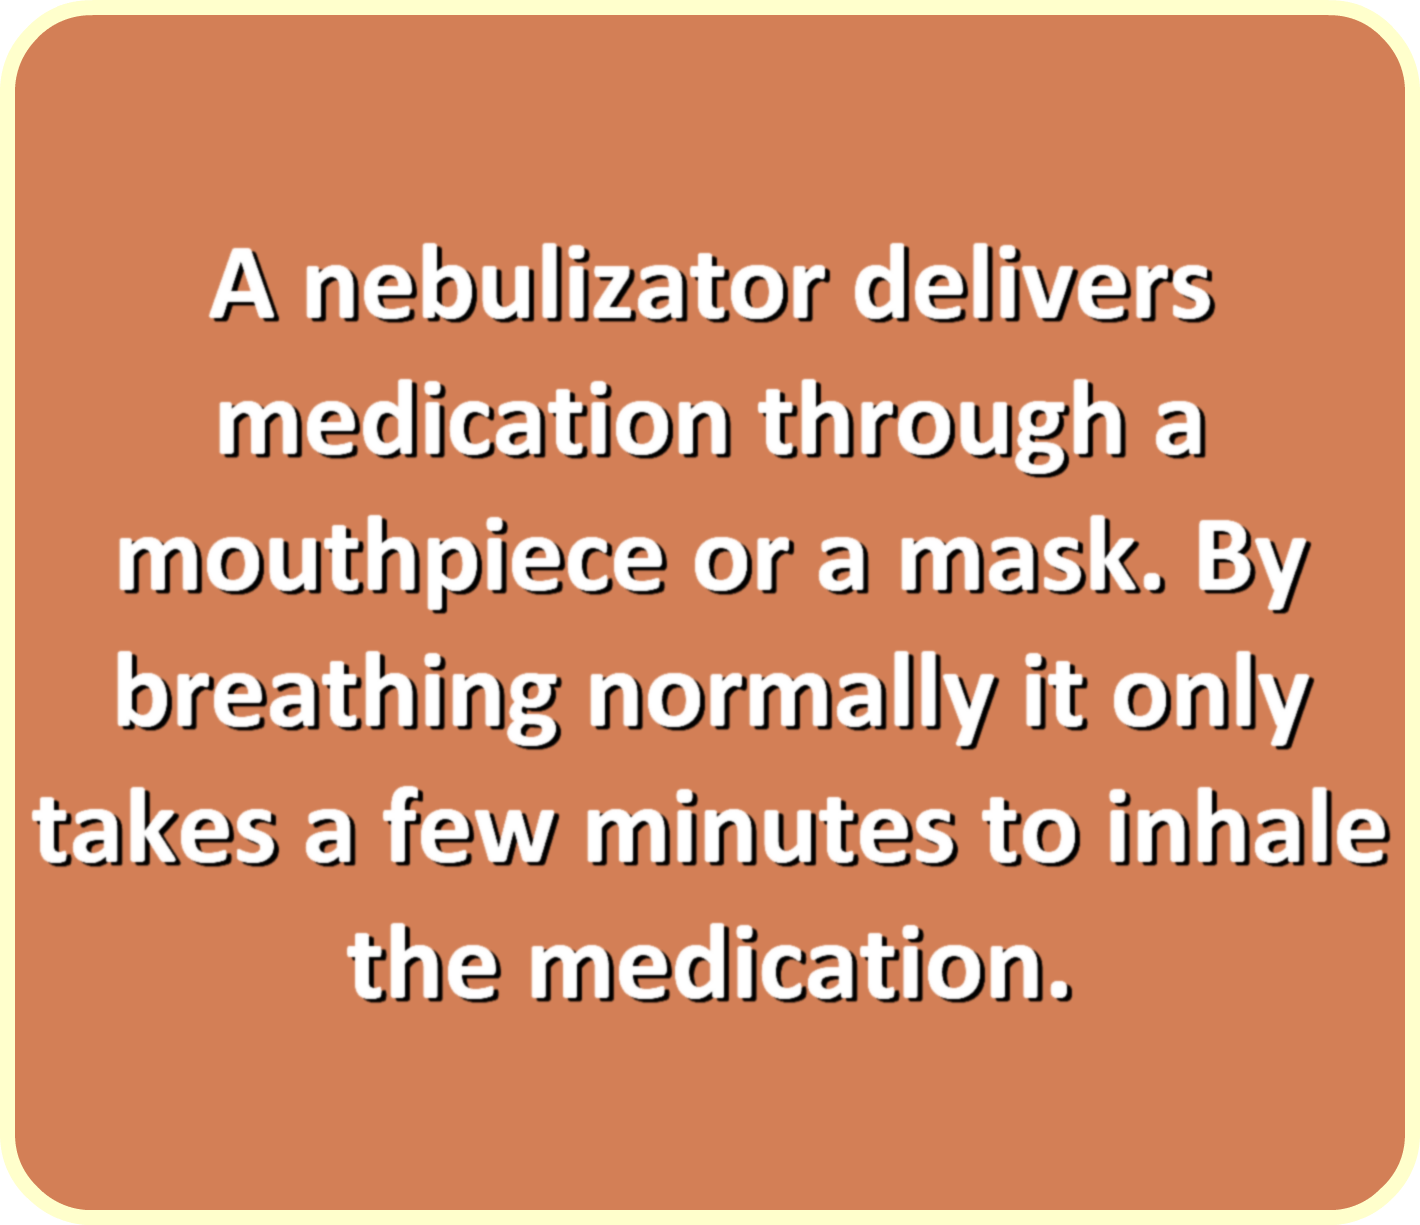 A nebulizator delivers
medication through a
mouthpiece or a mask. By
breathing normally it only
takes a few minutes to inhale
the medication.